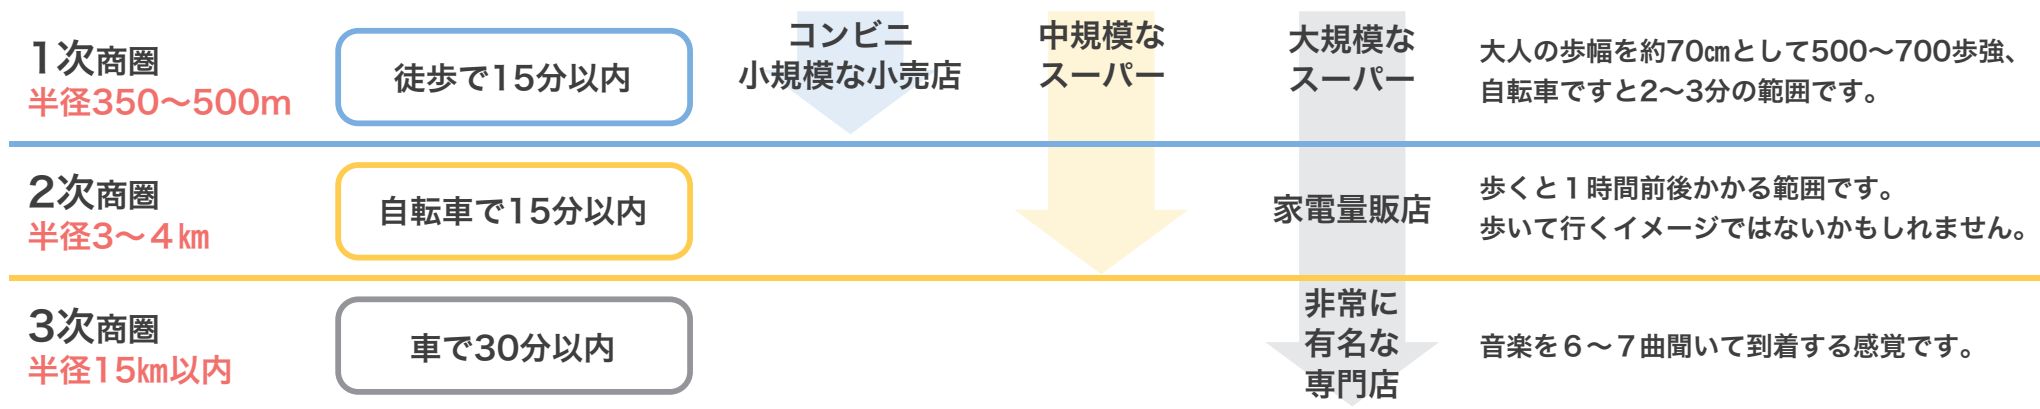 1次商圏
半径350〜500m
徒歩で15分以内
コンビニ
小規模な小売店
中規模な
スーパー
大規模な
スーパー
大人の歩幅を約70㎝として500〜700歩強、
自転車ですと2〜3分の範囲です。
2次商圏
半径3〜４㎞
自転車で15分以内
家電量販店
歩くと１時間前後かかる範囲です。
歩いて行くイメージではないかもしれません。
3次商圏
半径15㎞以内
車で30分以内
非常に
有名な
専門店
音楽を６〜７曲聞いて到着する感覚です。